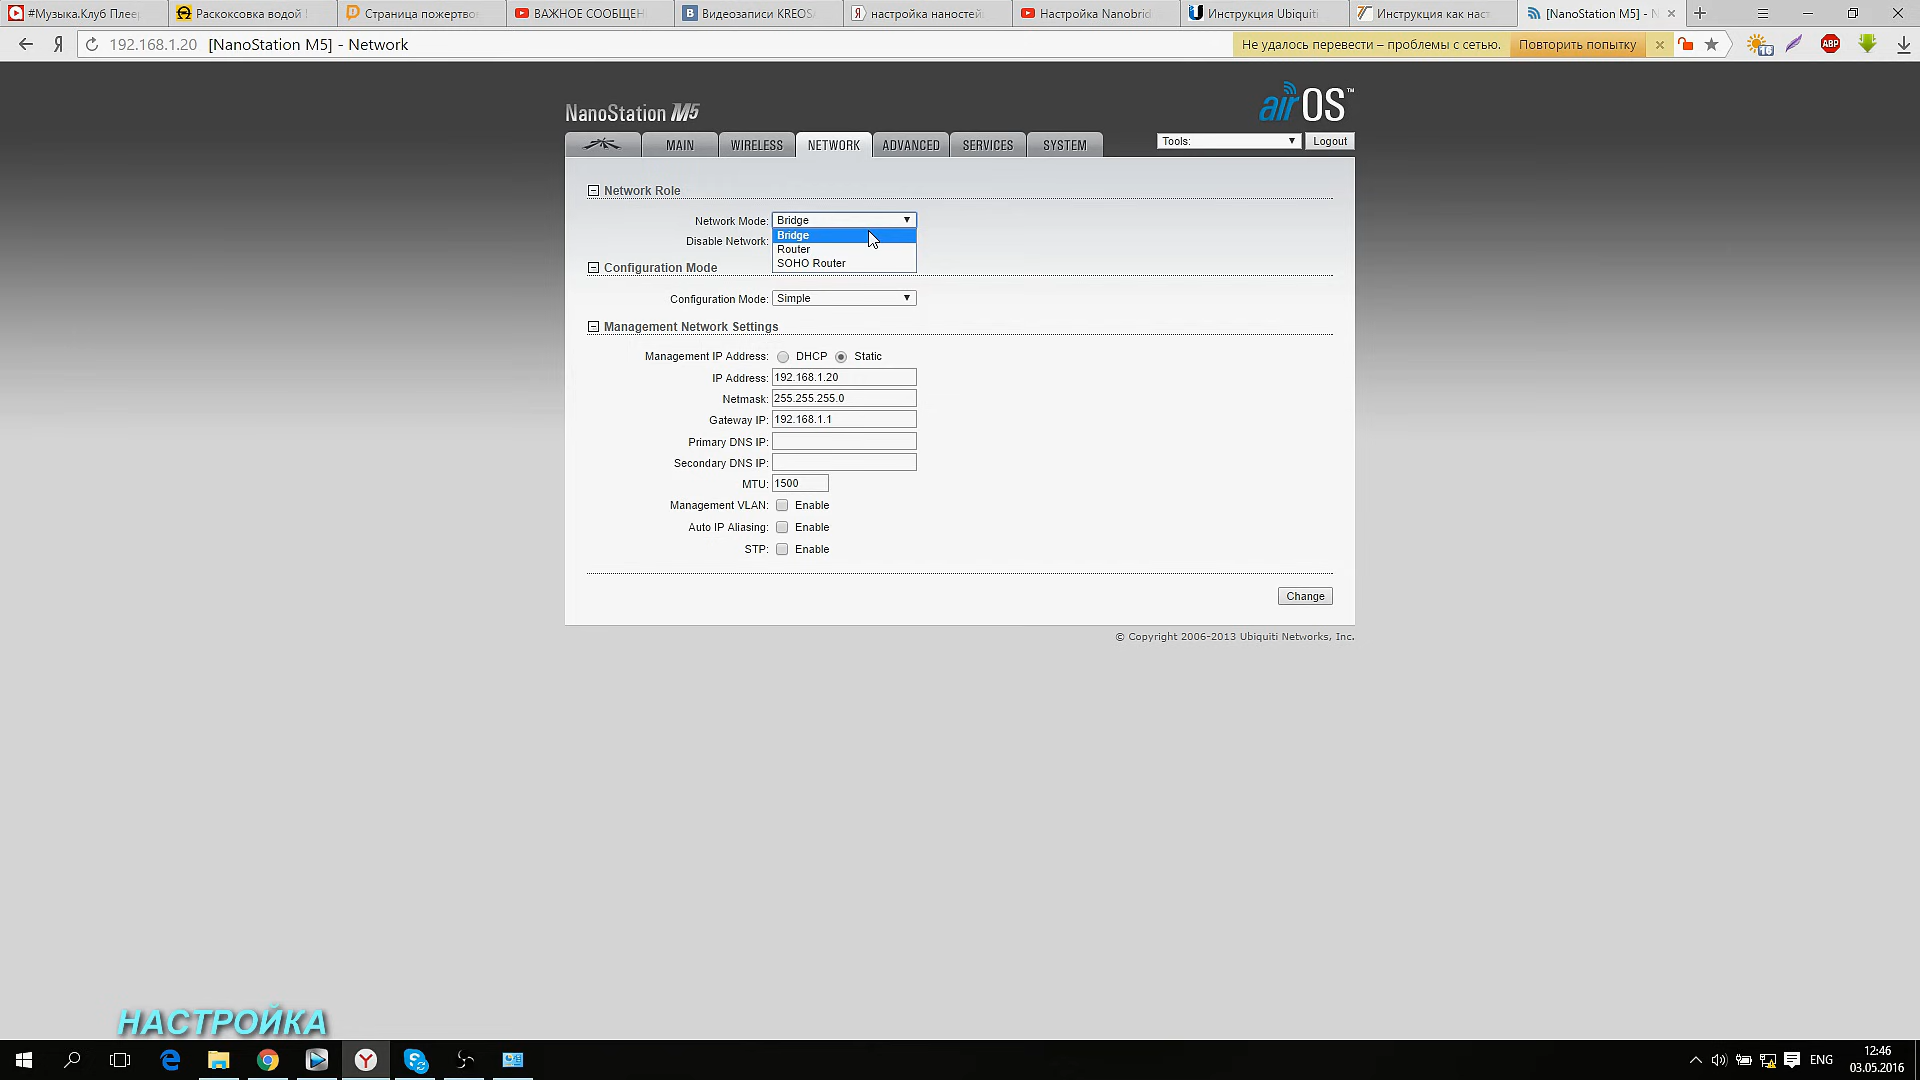 #Музыка.Клуб Плее
Раскоксовка водой
Страница пожертво
ВАЖНОЕ СООБЩЕН
Видеозаписи KREOS
настройка наностей
Настройка Nanobrid
Инструкция Ubiquiti
Инструкция как наст
[NanoStation M5] -
192.168.1.20 [NanoStation M5] - Network
Не удалось перевести – проблемы с сетью. Повторить попытку
10
ABP
NanoStation M5
airOS™
MAIN WIRELESS NETWORK ADVANCED SERVICES SYSTEM
Tools: Logout
Network Role
Network Mode: Bridge
Bridge
Disable Network:
Router
SOHO Router
Configuration Mode
Configuration Mode: Simple
Management Network Settings
Management IP Address: DHCP Static
IP Address: 192.168.1.20
Netmask: 255.255.255.0
Gateway IP: 192.168.1.1
Primary DNS IP:
Secondary DNS IP:
MTU: 1500
Management VLAN: Enable
Auto IP Aliasing: Enable
STP: Enable
Change
© Copyright 2006-2013 Ubiquiti Networks, Inc.
НАСТРОЙКА
ENG
12:46
03.05.2016